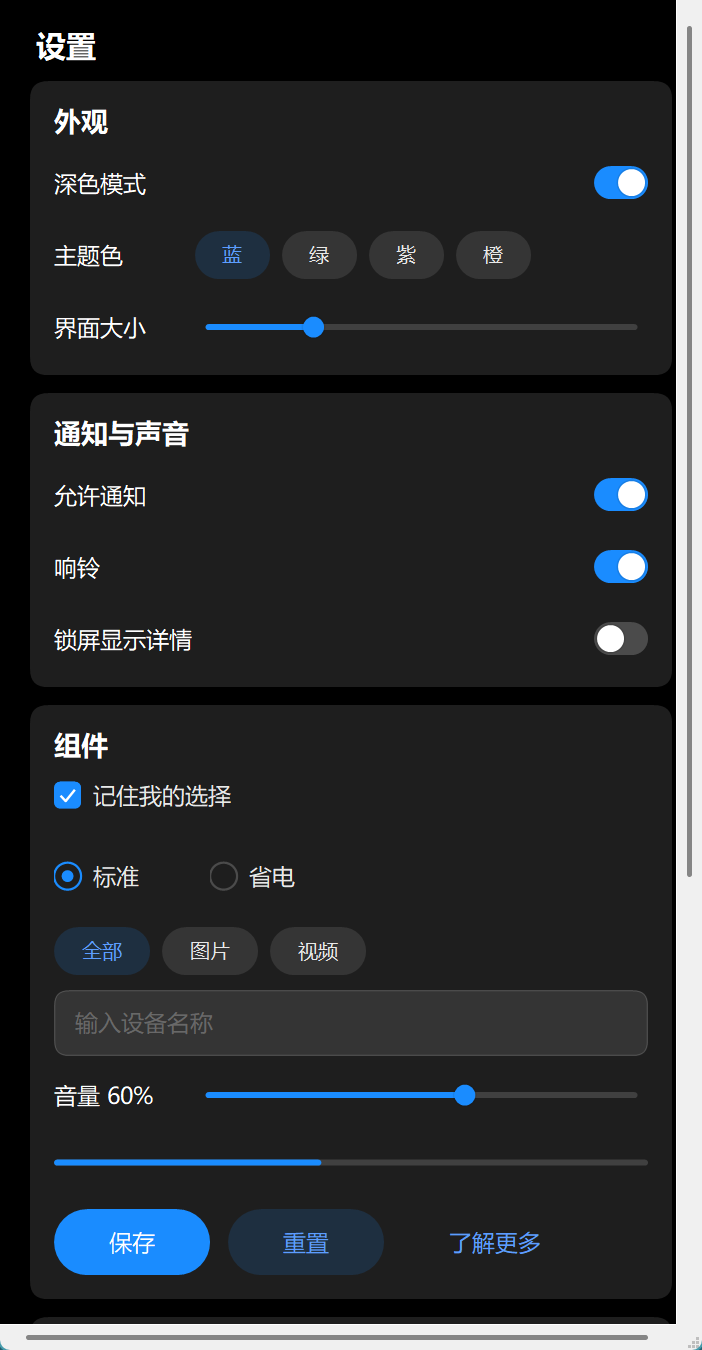 设置
外观
深色模式
主题色 蓝 绿 紫 橙
界面大小
通知与声音
允许通知
响铃
锁屏显示详情
组件
记住我的选择
标准 省电
全部 图片 视频
输入设备名称
音量 60%
保存 重置 了解更多